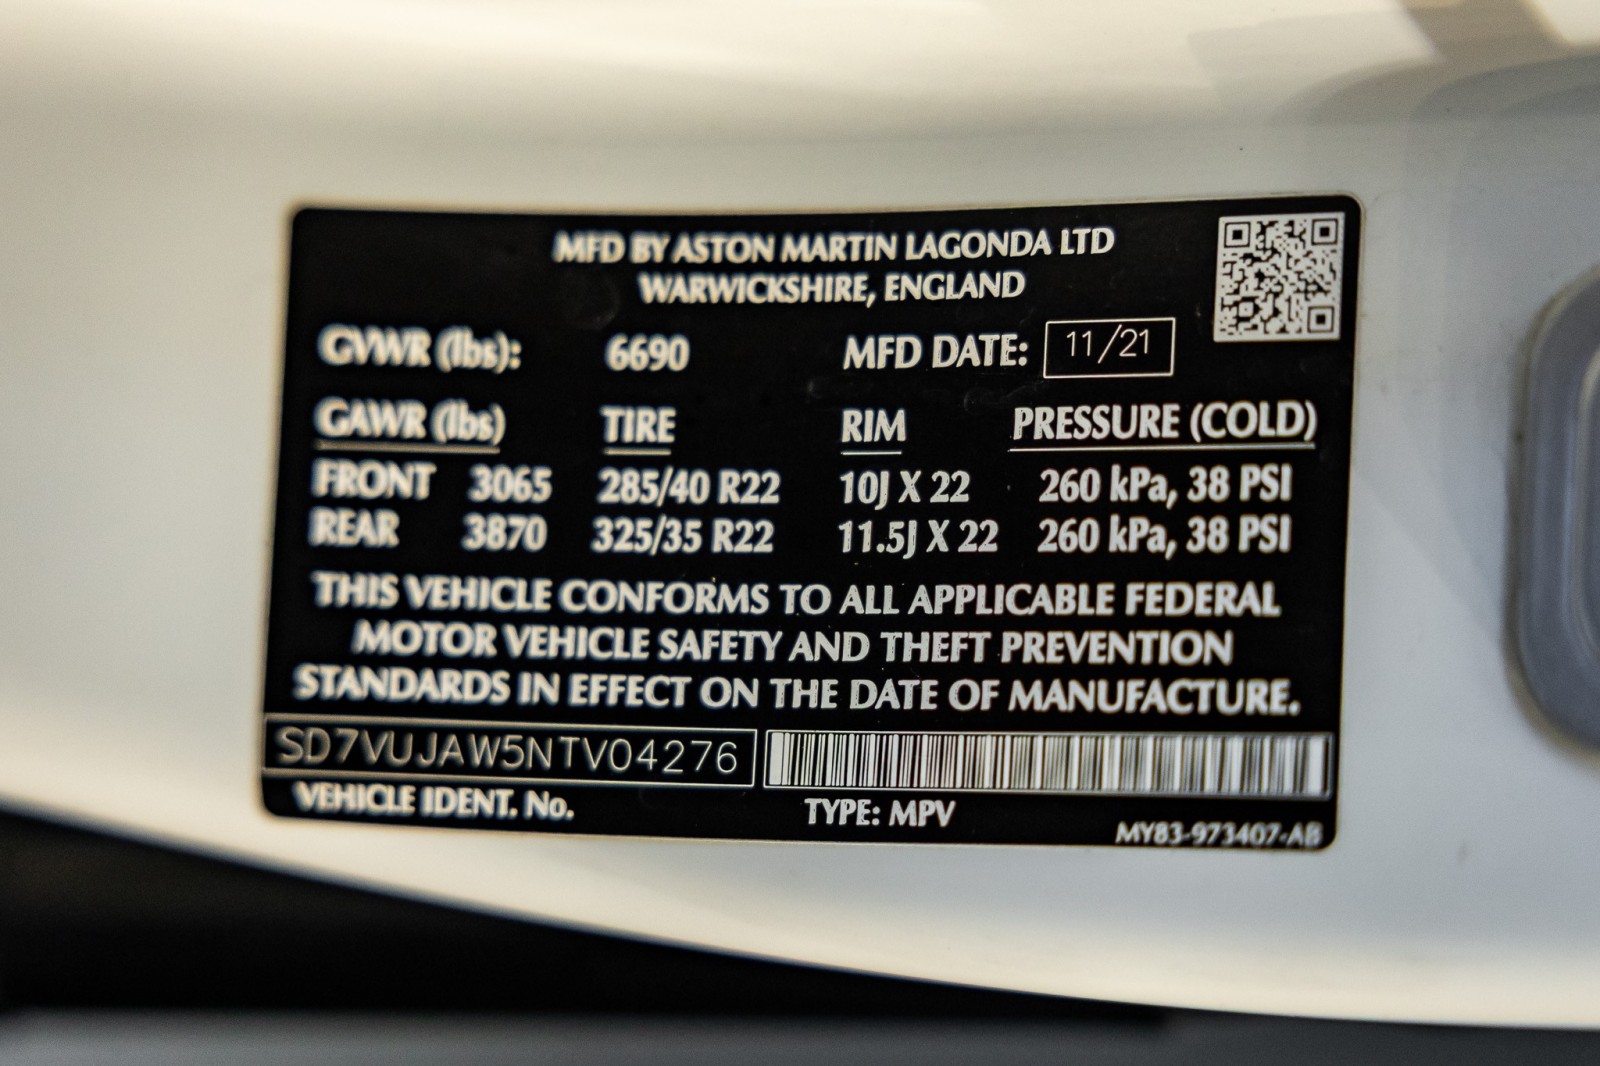 MFD BY ASTON MARTIN LAGONDA LTD
WARWICKSHIRE, ENGLAND
GVWR (lbs): 6690 MFD DATE: 11/21
GAWR (lbs) TIRE RIM PRESSURE (COLD)
FRONT 3065 285/40 R22 10J X 22 260 kPa, 38 PSI
REAR 3870 325/35 R22 11.5J X 22 260 kPa, 38 PSI
THIS VEHICLE CONFORMS TO ALL APPLICABLE FEDERAL
MOTOR VEHICLE SAFETY AND THEFT PREVENTION
STANDARDS IN EFFECT ON THE DATE OF MANUFACTURE.
SD7VUJAW5NTV04276
VEHICLE IDENT. No. TYPE: MPV
MY83-973407-AB